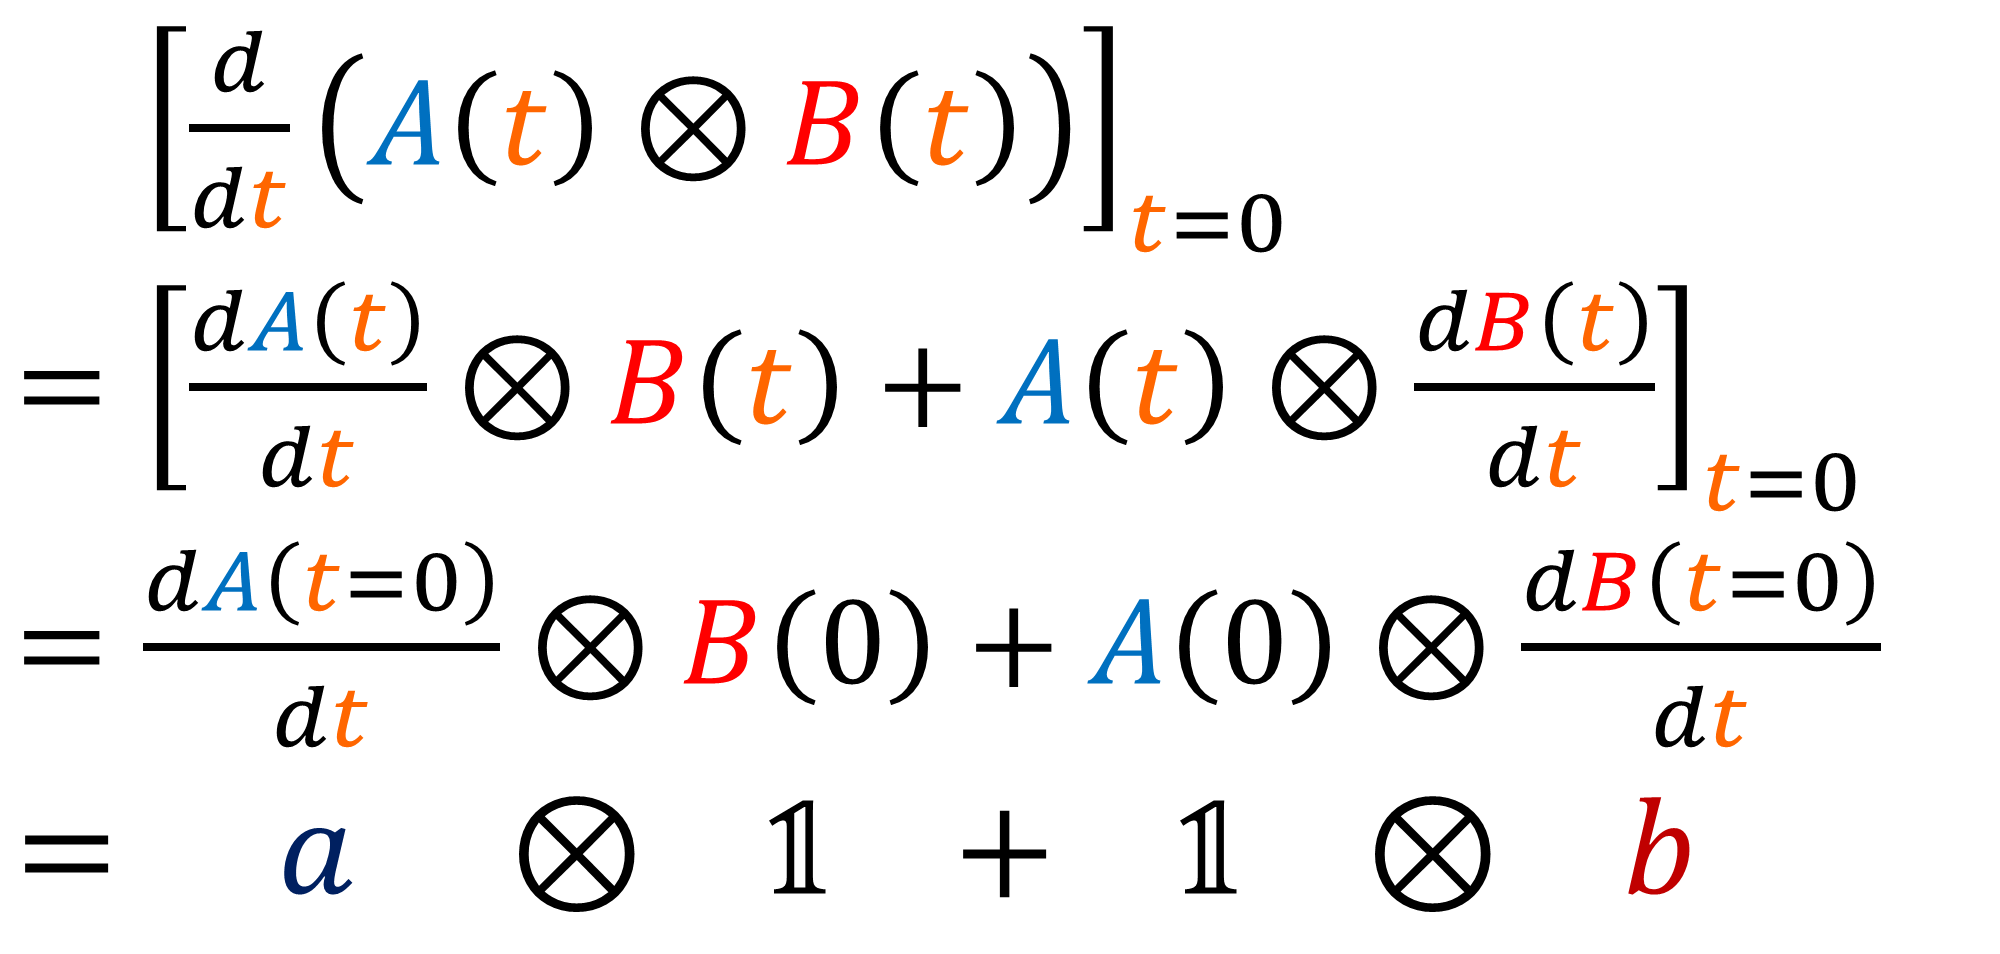 [d/dt (A(t) ⊗ B(t))]_{t=0}
= [dA(t)/dt ⊗ B(t) + A(t) ⊗ dB(t)/dt]_{t=0}
= dA(t=0)/dt ⊗ B(0) + A(0) ⊗ dB(t=0)/dt
= a ⊗ 𝟙 + 𝟙 ⊗ b